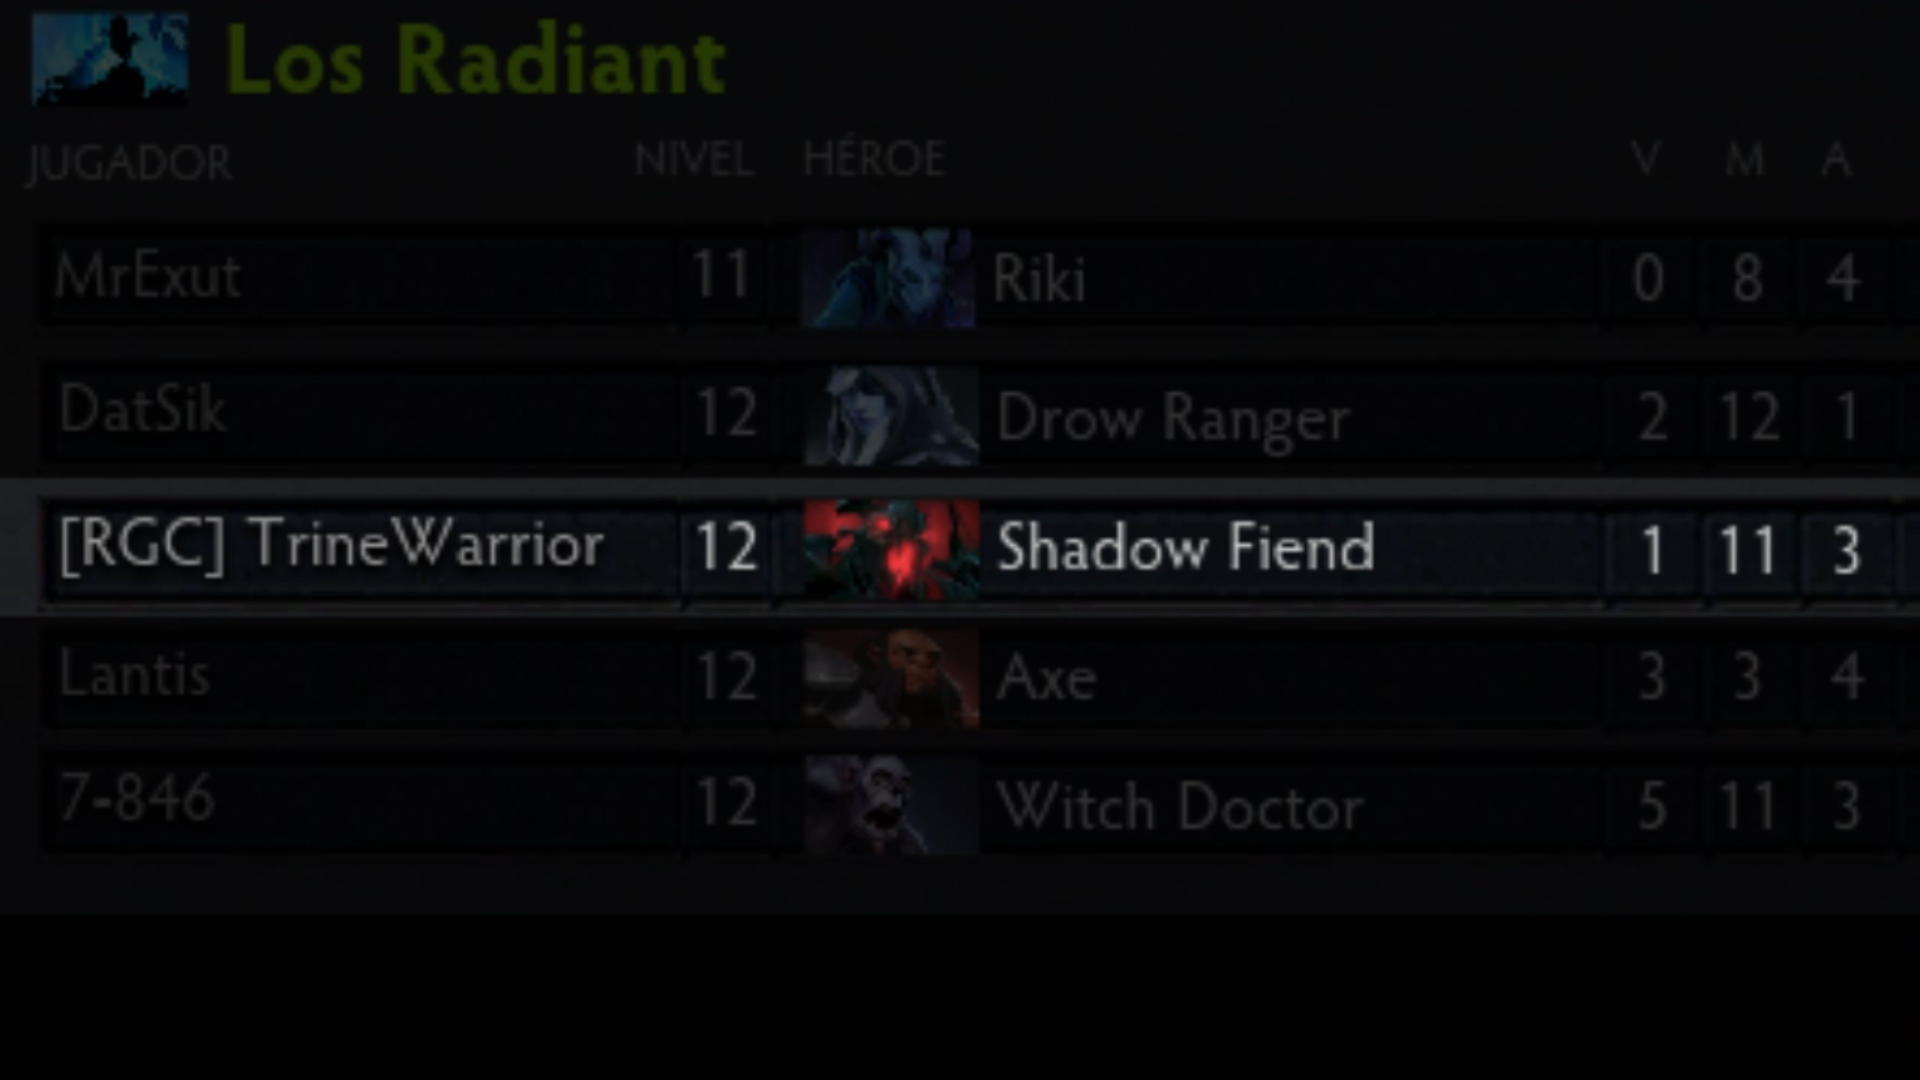 Los Radiant
JUGADOR NIVEL HÉROE V M A
MrExut 11 Riki 0 8 4
DatSik 12 Drow Ranger 2 12 1
[RGC] TrineWarrior 12 Shadow Fiend 1 11 3
Lantis 12 Axe 3 3 4
7-846 12 Witch Doctor 5 11 3